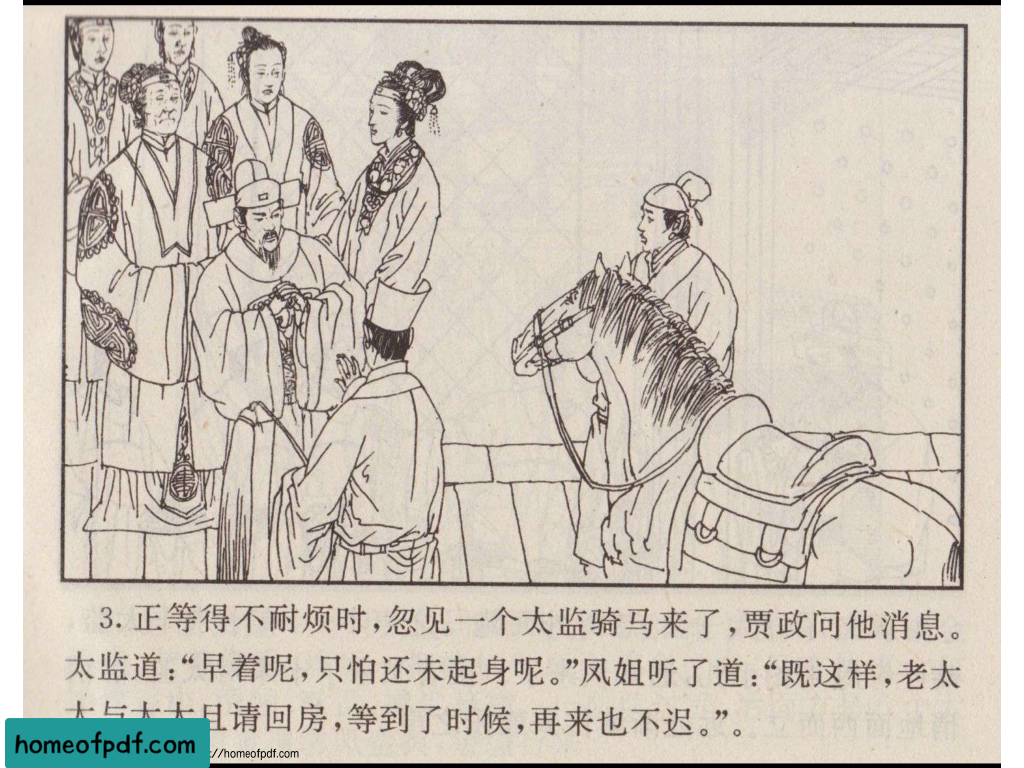 3. 正等得不耐烦时,忽见一个太监骑马来了,贾政问他消息。
太监道:“早着呢,只怕还未起身呢。”凤姐听了道:“既这样,老太
太与太太且请回房,等到了时候,再来也不迟。”。
homeofpdf.com
://homeofpdf.com